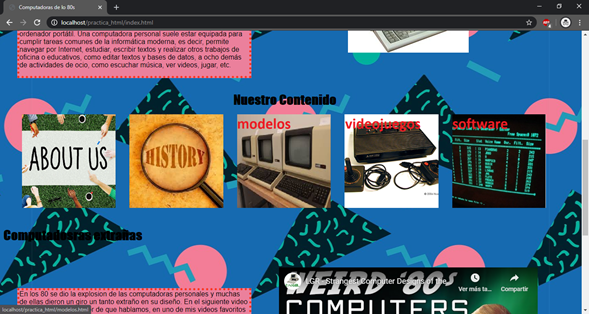 Computadoras de lo 80s
localhost/practica_html/index.html
ordenador portátil. Una computadora personal suele estar equipada para
cumplir tareas comunes de la informática moderna, es decir, permite
navegar por Internet, estudiar, escribir textos y realizar otros trabajos de
oficina o educativos, como editar textos y bases de datos, a ocho demás
de actividades de ocio, como escuchar música, ver videos, jugar, etc.
Nuestro Contenido
ABOUT US
HISTORY
modelos
videojuegos
software
Computadoras extrañas
En los 80 se dio la explosion de las computadoras personales y muchas
de ellas dieron un giro un tanto extraño en su diseño. En el siguiente video
r de que hablamos, en uno de mis videos favoritos
localhost/practica_html/modelos.html
LGR - Strangest Computer Designs of the
Ver más ta...
Compartir
WEIRD '80s
COMPUTERS